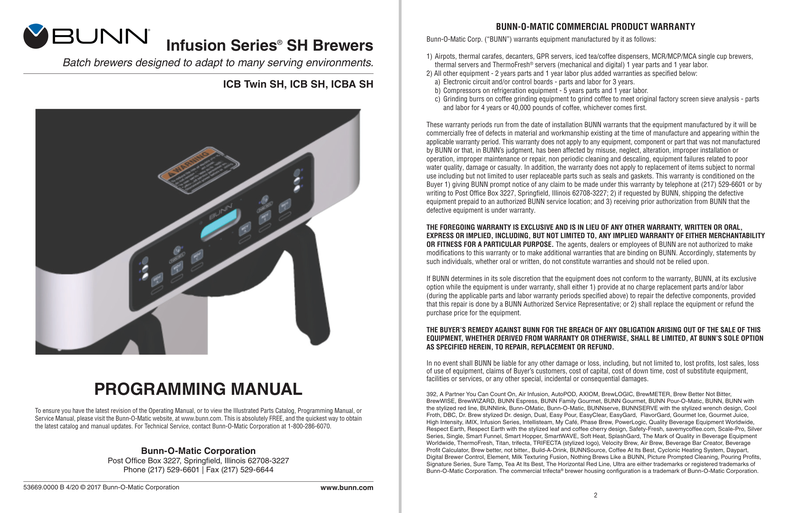 BUNN®
Infusion Series® SH Brewers
Batch brewers designed to adapt to many serving environments.
ICB Twin SH, ICB SH, ICBA SH
WARNING
BUNN
PROGRAMMING MANUAL
To ensure you have the latest revision of the Operating Manual, or to view the Illustrated Parts Catalog, Programming Manual, or
Service Manual, please visit the Bunn-O-Matic website, at www.bunn.com. This is absolutely FREE, and the quickest way to obtain
the latest catalog and manual updates. For Technical Service, contact Bunn-O-Matic Corporation at 1-800-286-6070.
Bunn-O-Matic Corporation
Post Office Box 3227, Springfield, Illinois 62708-3227
Phone (217) 529-6601 | Fax (217) 529-6644
53669.0000 B 4/20 © 2017 Bunn-O-Matic Corporation
www.bunn.com
BUNN-O-MATIC COMMERCIAL PRODUCT WARRANTY
Bunn-O-Matic Corp. (“BUNN”) warrants equipment manufactured by it as follows:
1) Airpots, thermal carafes, decanters, GPR servers, iced tea/coffee dispensers, MCR/MCP/MCA single cup brewers,
thermal servers and ThermoFresh® servers (mechanical and digital) 1 year parts and 1 year labor.
2) All other equipment - 2 years parts and 1 year labor plus added warranties as specified below:
a) Electronic circuit and/or control boards - parts and labor for 3 years.
b) Compressors on refrigeration equipment - 5 years parts and 1 year labor.
c) Grinding burrs on coffee grinding equipment to grind coffee to meet original factory screen sieve analysis - parts
and labor for 4 years or 40,000 pounds of coffee, whichever comes first.
These warranty periods run from the date of installation BUNN warrants that the equipment manufactured by it will be
commercially free of defects in material and workmanship existing at the time of manufacture and appearing within the
applicable warranty period. This warranty does not apply to any equipment, component or part that was not manufactured
by BUNN or that, in BUNN’s judgment, has been affected by misuse, neglect, alteration, improper installation or
operation, improper maintenance or repair, non periodic cleaning and descaling, equipment failures related to poor
water quality, damage or casualty. In addition, the warranty does not apply to replacement of items subject to normal
use including but not limited to user replaceable parts such as seals and gaskets. This warranty is conditioned on the
Buyer 1) giving BUNN prompt notice of any claim to be made under this warranty by telephone at (217) 529-6601 or by
writing to Post Office Box 3227, Springfield, Illinois 62708-3227; 2) if requested by BUNN, shipping the defective
equipment prepaid to an authorized BUNN service location; and 3) receiving prior authorization from BUNN that the
defective equipment is under warranty.
THE FOREGOING WARRANTY IS EXCLUSIVE AND IS IN LIEU OF ANY OTHER WARRANTY, WRITTEN OR ORAL,
EXPRESS OR IMPLIED, INCLUDING, BUT NOT LIMITED TO, ANY IMPLIED WARRANTY OF EITHER MERCHANTABILITY
OR FITNESS FOR A PARTICULAR PURPOSE. The agents, dealers or employees of BUNN are not authorized to make
modifications to this warranty or to make additional warranties that are binding on BUNN. Accordingly, statements by
such individuals, whether oral or written, do not constitute warranties and should not be relied upon.
If BUNN determines in its sole discretion that the equipment does not conform to the warranty, BUNN, at its exclusive
option while the equipment is under warranty, shall either 1) provide at no charge replacement parts and/or labor
(during the applicable parts and labor warranty periods specified above) to repair the defective components, provided
that this repair is done by a BUNN Authorized Service Representative; or 2) shall replace the equipment or refund the
purchase price for the equipment.
THE BUYER’S REMEDY AGAINST BUNN FOR THE BREACH OF ANY OBLIGATION ARISING OUT OF THE SALE OF THIS
EQUIPMENT, WHETHER DERIVED FROM WARRANTY OR OTHERWISE, SHALL BE LIMITED, AT BUNN’S SOLE OPTION
AS SPECIFIED HEREIN, TO REPAIR, REPLACEMENT OR REFUND.
In no event shall BUNN be liable for any other damage or loss, including, but not limited to, lost profits, lost sales, loss
of use of equipment, claims of Buyer’s customers, cost of capital, cost of down time, cost of substitute equipment,
facilities or services, or any other special, incidental or consequential damages.
392, A Partner You Can Count On, Air Infusion, AutoPOD, AXIOM, BrewLOGIC, BrewMETER, Brew Better Not Bitter,
BrewWISE, BrewWIZARD, BUNN Espress, BUNN Family Gourmet, BUNN Gourmet, BUNN Pour-O-Matic, BUNN, BUNN with
the stylized red line, BUNNlink, Bunn-OMatic, Bunn-O-Matic, BUNNserve, BUNNSERVE with the stylized wrench design, Cool
Froth, DBC, Dr. Brew stylized Dr. design, Dual, Easy Pour, EasyClear, EasyGard, FlavorGard, Gourmet Ice, Gourmet Juice,
High Intensity, iMIX, Infusion Series, Intellisteam, My Café, Phase Brew, PowerLogic, Quality Beverage Equipment Worldwide,
Respect Earth, Respect Earth with the stylized leaf and coffee cherry design, Safety-Fresh, savemycoffee.com, Scale-Pro, Silver
Series, Single, Smart Funnel, Smart Hopper, SmartWAVE, Soft Heat, SplashGard, The Mark of Quality in Beverage Equipment
Worldwide, ThermoFresh, Titan, trifecta, TRIFECTA (stylized logo), Velocity Brew, Air Brew, Beverage Bar Creator, Beverage
Profit Calculator, Brew better, not bitter., Build-A-Drink, BUNNSource, Coffee At Its Best, Cyclonic Heating System, Daypart,
Digital Brewer Control, Element, Milk Texturing Fusion, Nothing Brews Like a BUNN, Picture Prompted Cleaning, Pouring Profits,
Signature Series, Sure Tamp, Tea At Its Best, The Horizontal Red Line, Ultra are either trademarks or registered trademarks of
Bunn-O-Matic Corporation. The commercial trifecta® brewer housing configuration is a trademark of Bunn-O-Matic Corporation.
2